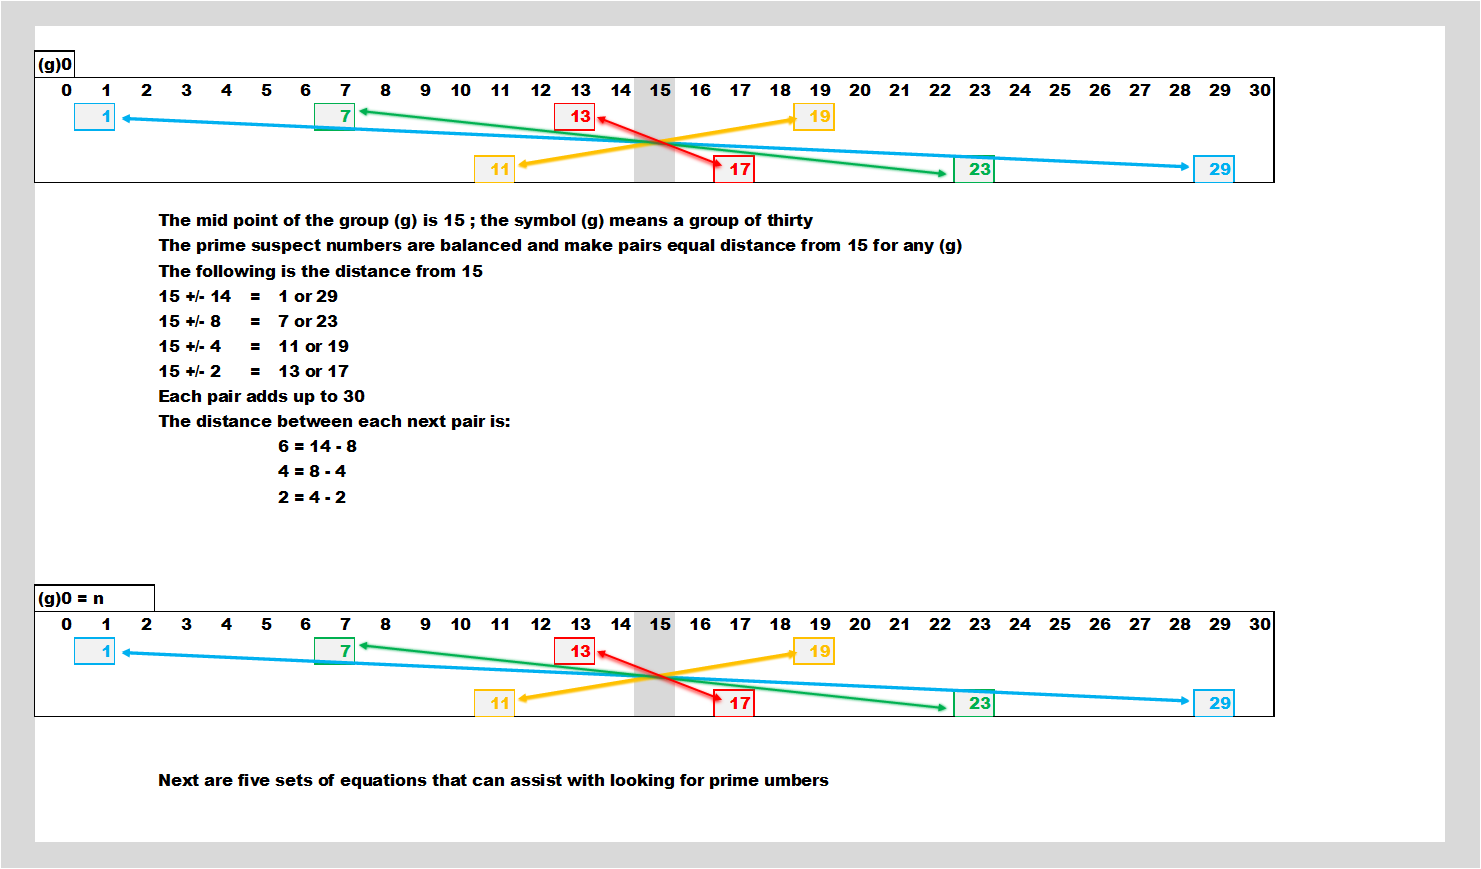 (g)0
0 1 2 3 4 5 6 7 8 9 10 11 12 13 14 15 16 17 18 19 20 21 22 23 24 25 26 27 28 29 30
1 7 13 19
11 17 23 29
The mid point of the group (g) is 15 ; the symbol (g) means a group of thirty
The prime suspect numbers are balanced and make pairs equal distance from 15 for any (g)
The following is the distance from 15
15 +/- 14 = 1 or 29
15 +/- 8 = 7 or 23
15 +/- 4 = 11 or 19
15 +/- 2 = 13 or 17
Each pair adds up to 30
The distance between each next pair is:
6 = 14 - 8
4 = 8 - 4
2 = 4 - 2
(g)0 = n
0 1 2 3 4 5 6 7 8 9 10 11 12 13 14 15 16 17 18 19 20 21 22 23 24 25 26 27 28 29 30
1 7 13 19
11 17 23 29
Next are five sets of equations that can assist with looking for prime umbers